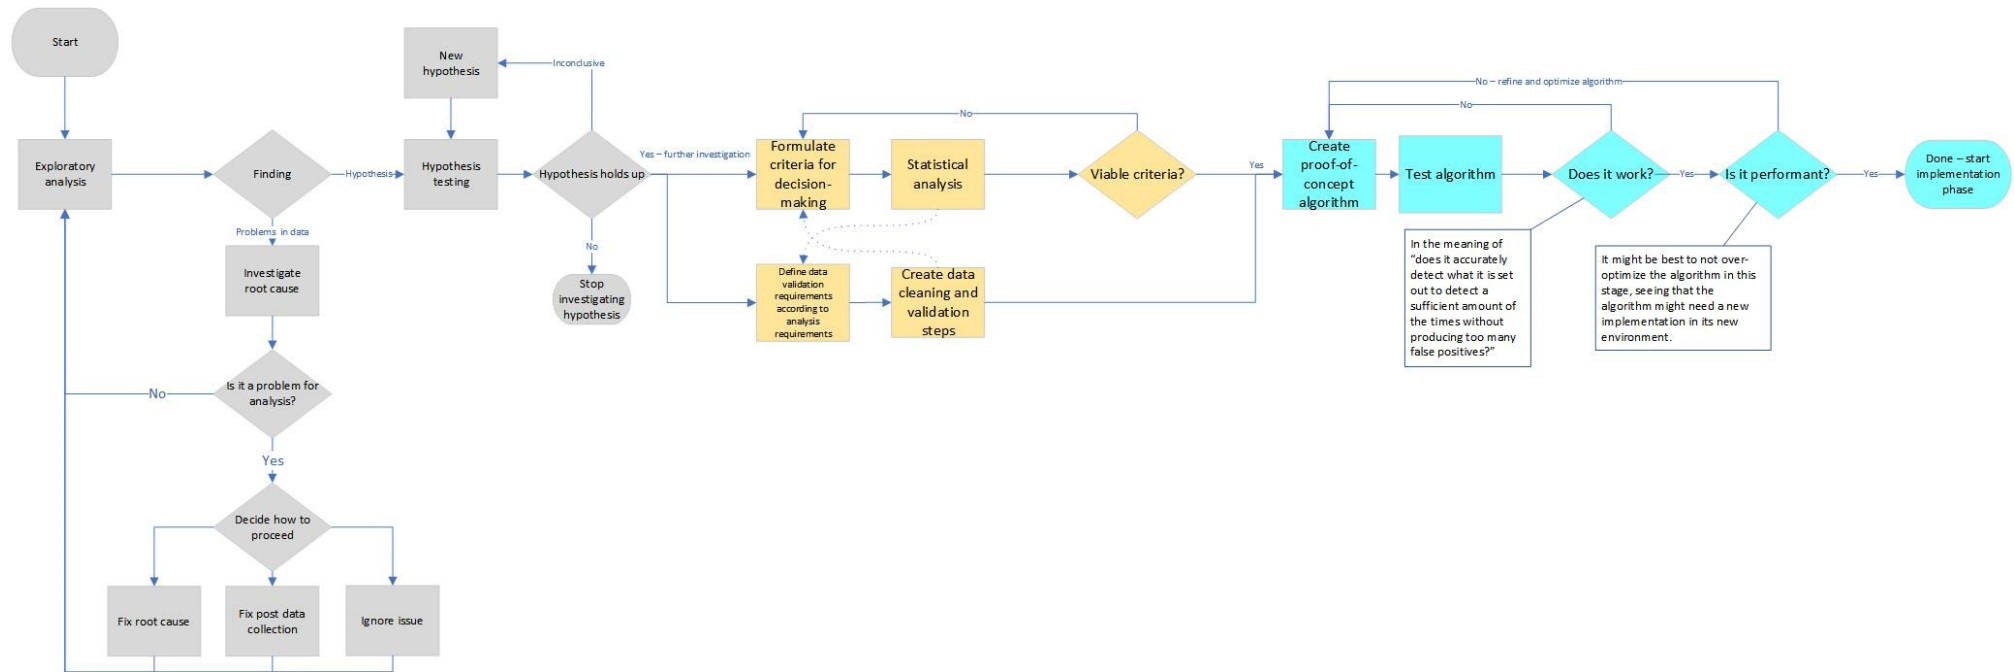 Start
New
hypothesis
Inconclusive
No – refine and optimize algorithm
No
No
Exploratory
analysis
Finding
Hypothesis
Hypothesis
testing
Hypothesis holds up
Yes – further investigation
Formulate
criteria for
decision-
making
Statistical
analysis
Viable criteria?
Yes
Create
proof-of-
concept
algorithm
Test algorithm
Does it work?
Yes
Is it performant?
Yes
Done – start
implementation
phase
Problems in data
Investigate
root cause
No
Stop
investigating
hypothesis
Define data
validation
requirements
according to
analysis
requirements
Create data
cleaning and
validation
steps
In the meaning of
“does it accurately
detect what it is set
out to detect a
sufficient amount of
the times without
producing too many
false positives?”
It might be best to not over-
optimize the algorithm in this
stage, seeing that the
algorithm might need a new
implementation in its new
environment.
Is it a problem for
analysis?
No
Yes
Decide how to
proceed
Fix root cause
Fix post data
collection
Ignore issue